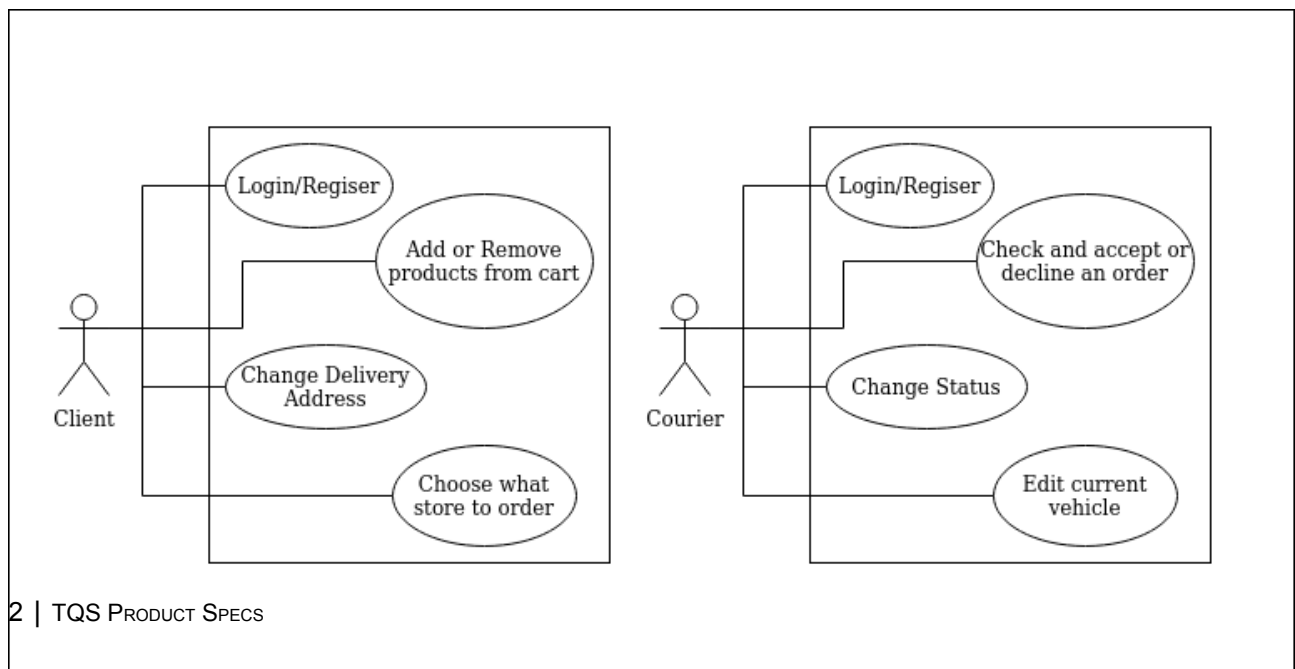 Login/Regiser
Add or Remove
products from cart
Client
Change Delivery
Address
Choose what
store to order
Login/Regiser
Check and accept or
decline an order
Courier
Change Status
Edit current
vehicle
2 | TQS PRODUCT SPECS